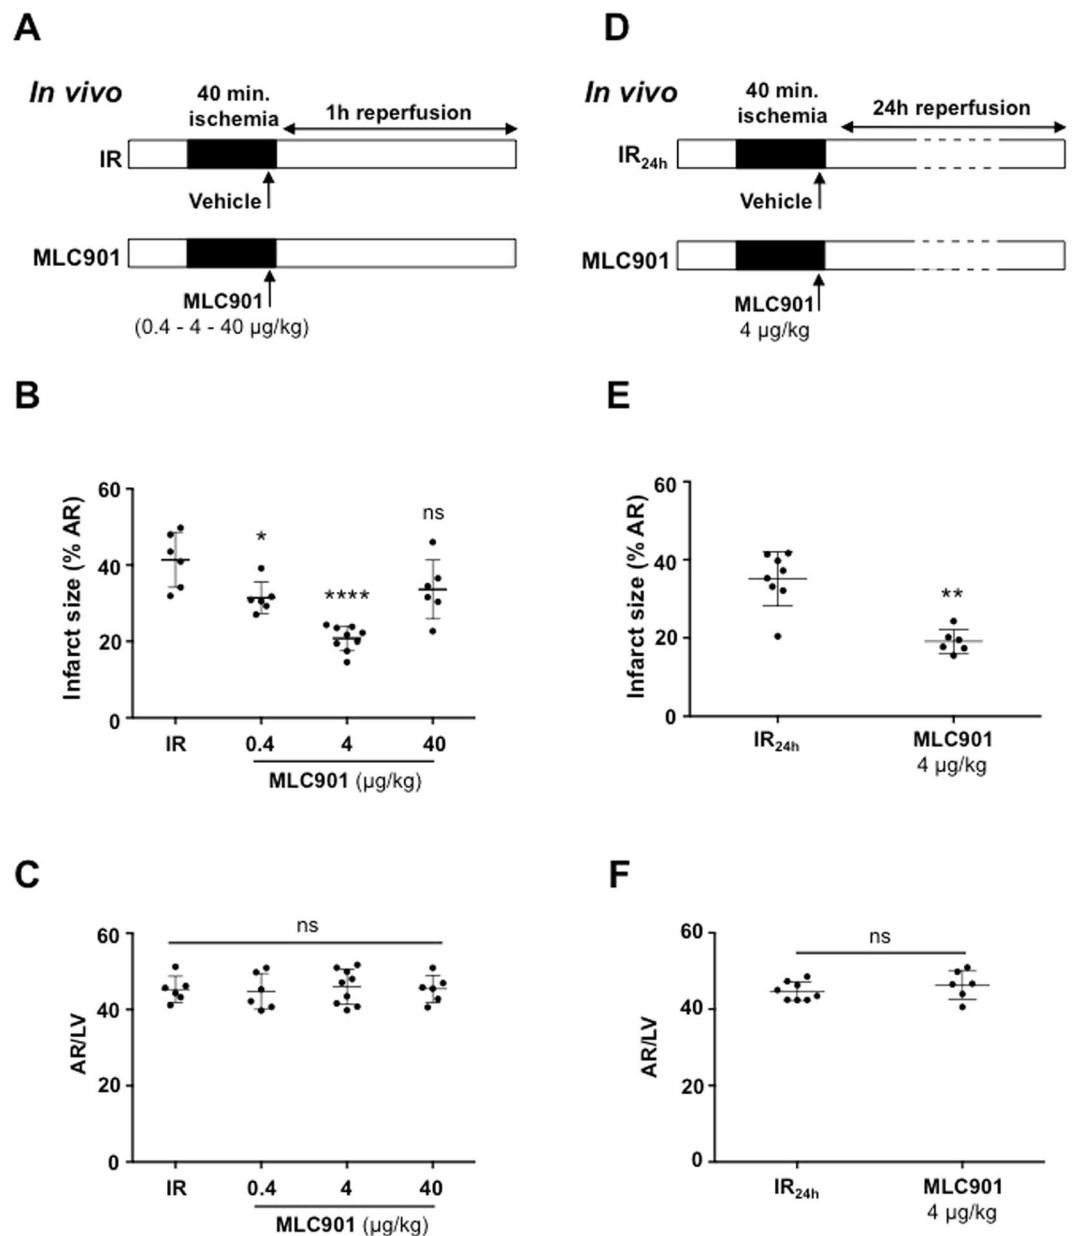 A
In vivo
40 min.
ischemia
1h reperfusion
IR
Vehicle
MLC901
MLC901
(0.4 - 4 - 40 µg/kg)
D
In vivo
40 min.
ischemia
24h reperfusion
IR24h
Vehicle
MLC901
MLC901
4 µg/kg
B
Infarct size (% AR)
60
40
20
0
*
****
ns
IR
0.4
4
40
MLC901 (µg/kg)
E
Infarct size (% AR)
60
40
20
0
**
IR24h
MLC901
4 µg/kg
C
AR/LV
60
40
20
0
ns
IR
0.4
4
40
MLC901 (µg/kg)
F
AR/LV
60
40
20
0
ns
IR24h
MLC901
4 µg/kg